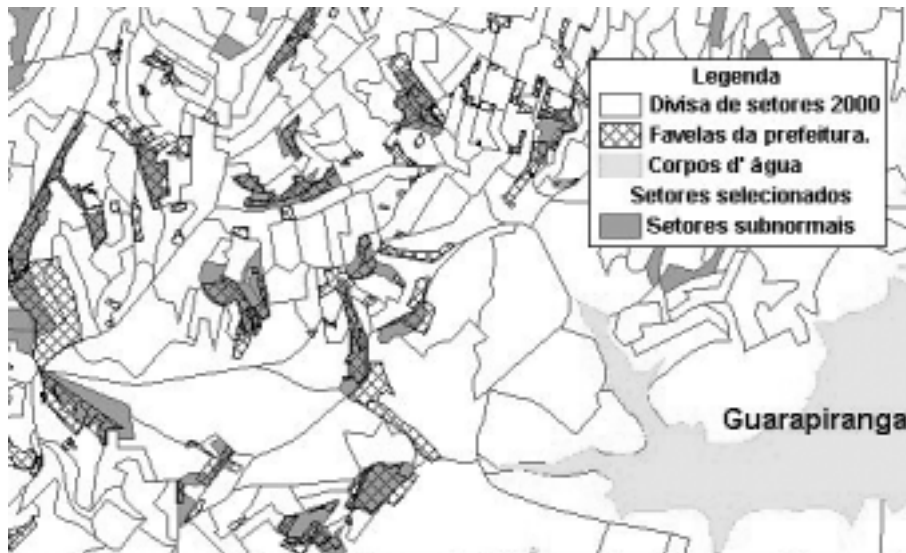 Legenda
Divisa de setores 2000
Favelas da prefeitura.
Corpos d' água
Setores selecionados
Setores subnormais
Guarapiranga